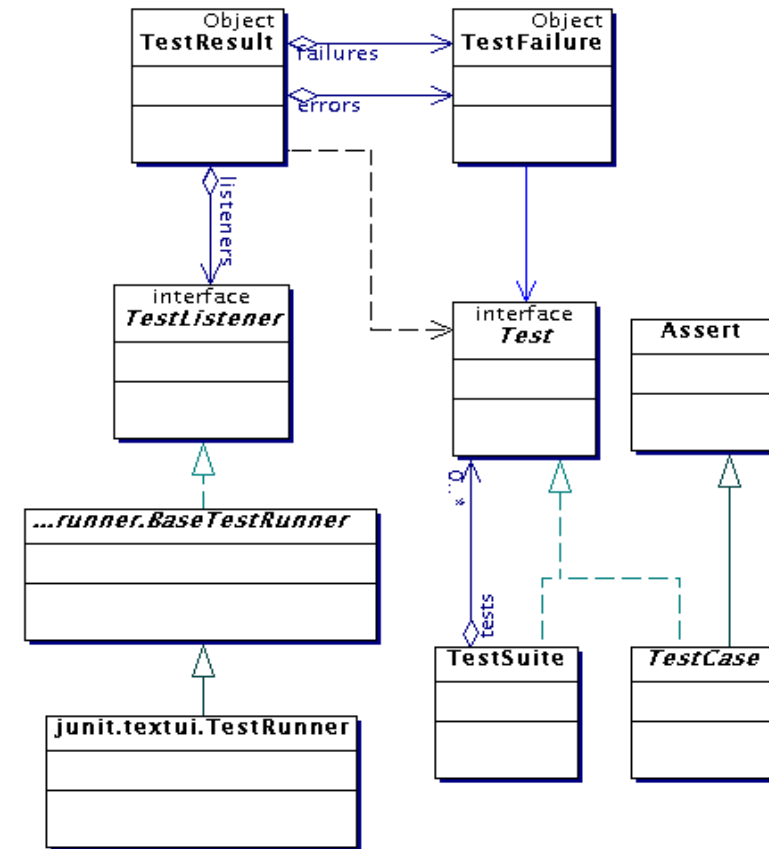 Object
TestResult
Object
TestFailure
failures
errors
listeners
interface
TestListener
interface
Test
Assert
0..*
...runner.BaseTestRunner
tests
TestSuite
TestCase
junit.textui.TestRunner